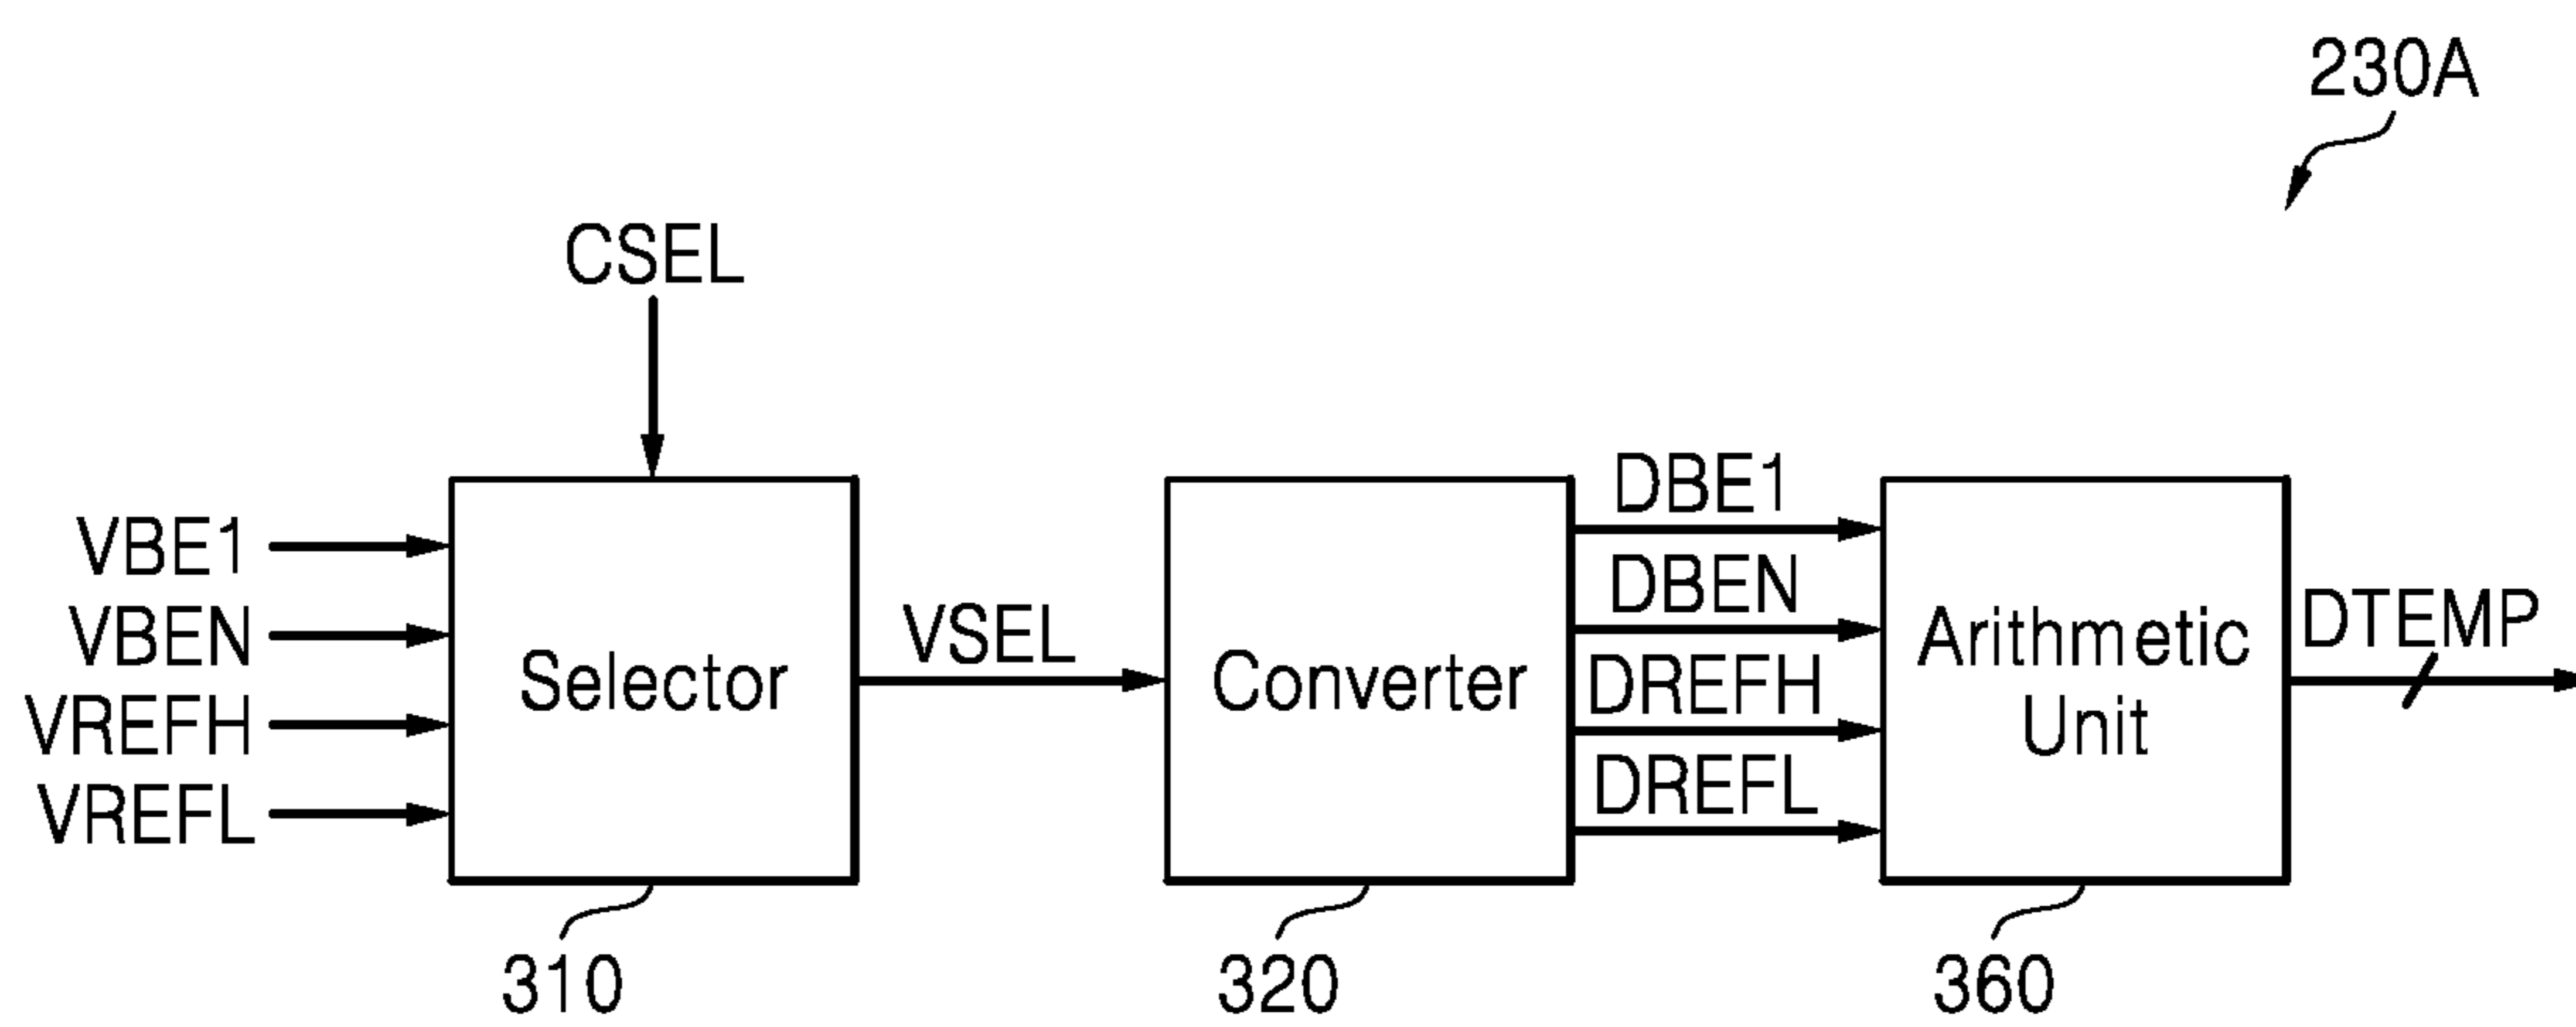 230A
CSEL
VBE1
VBEN
VREFH
VREFL
Selector
VSEL
Converter
DBE1
DBEN
DREFH
DREFL
Arithmetic
Unit
DTEMP
310
320
360